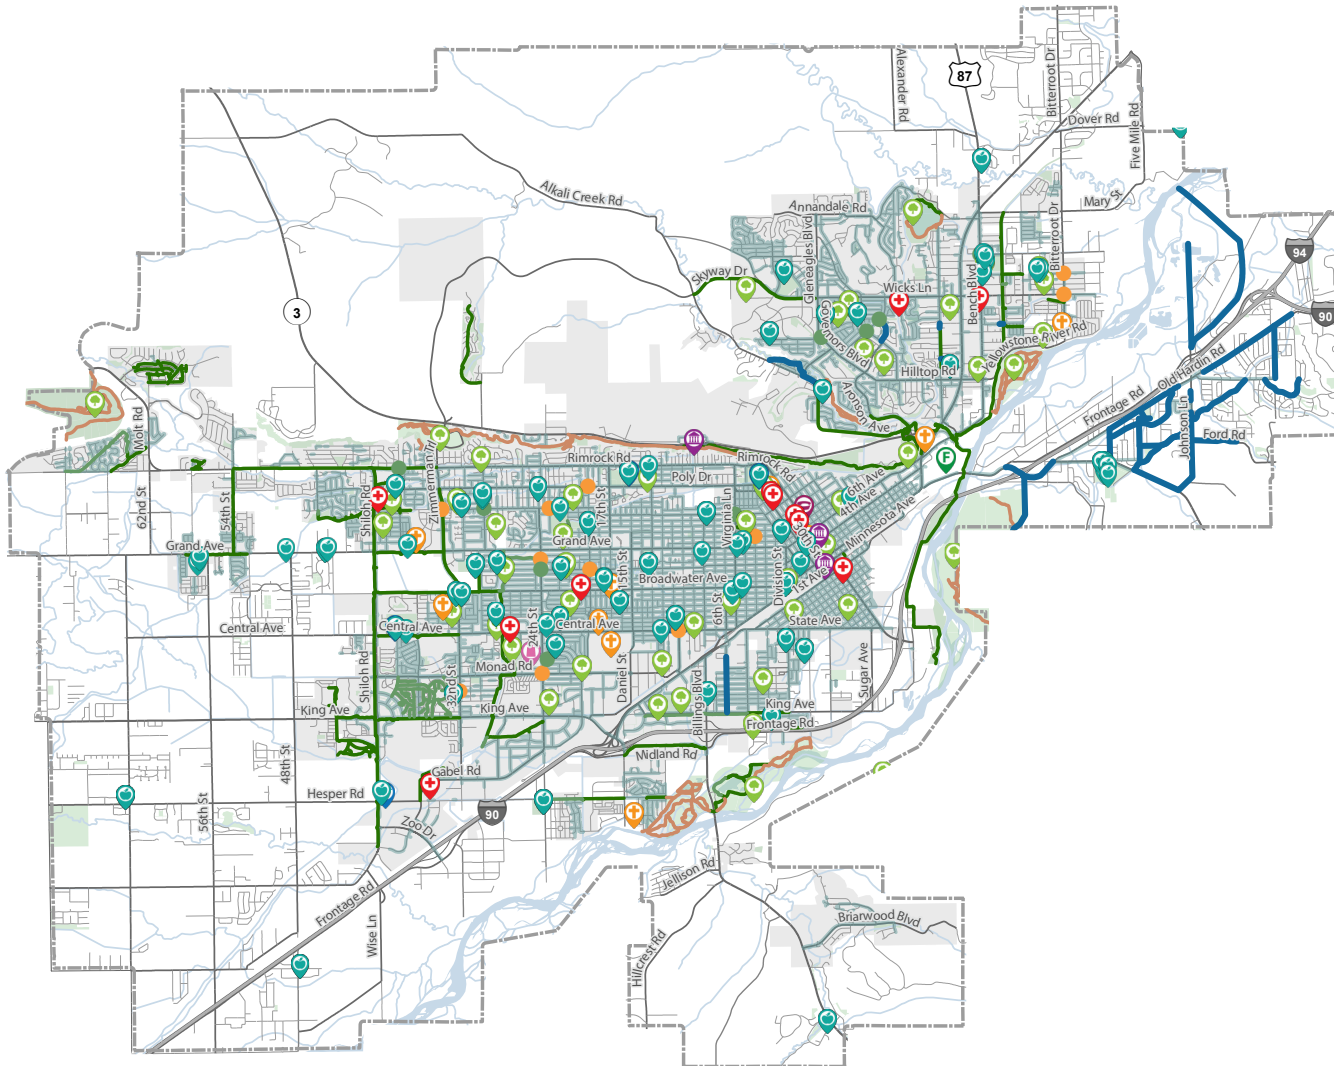 87
Alexander Rd
Bitterroot Dr
Dover Rd
Five Mile Rd
Alkali Creek Rd
Annandale Rd
Mary St
Gleneagles Blvd
Bitterroot Dr
94
Skyway Dr
Bench Blvd
Wicks Ln
3
90
Governors Blvd
Yellowstone River Rd
Hilltop Rd
Old Hardin Rd
Aronson Ave
Frontage Rd
Molt Rd
Johnson Ln
Ford Rd
Zimmerman Trl
Rimrock Rd
Rimrock Rd
F
Poly Dr
6th Ave
62nd St
54th St
Shiloh Rd
17th St
Virginia Ln
4th Ave
Minnesota Ave
30th St
Grand Ave
Grand Ave
15th St
Broadwater Ave
Division St
1st Ave
6th St
State Ave
Central Ave
Central Ave
Central Ave
24th St
Monad Rd
Shiloh Rd
32nd St
Daniel St
Sugar Ave
Billings Blvd
King Ave
King Ave
King Ave
Frontage Rd
48th St
Midland Rd
Gabel Rd
Hesper Rd
56th St
90
Zoo Dr
Jellison Rd
Frontage Rd
Wise Ln
Briarwood Blvd
Hillcrest Rd